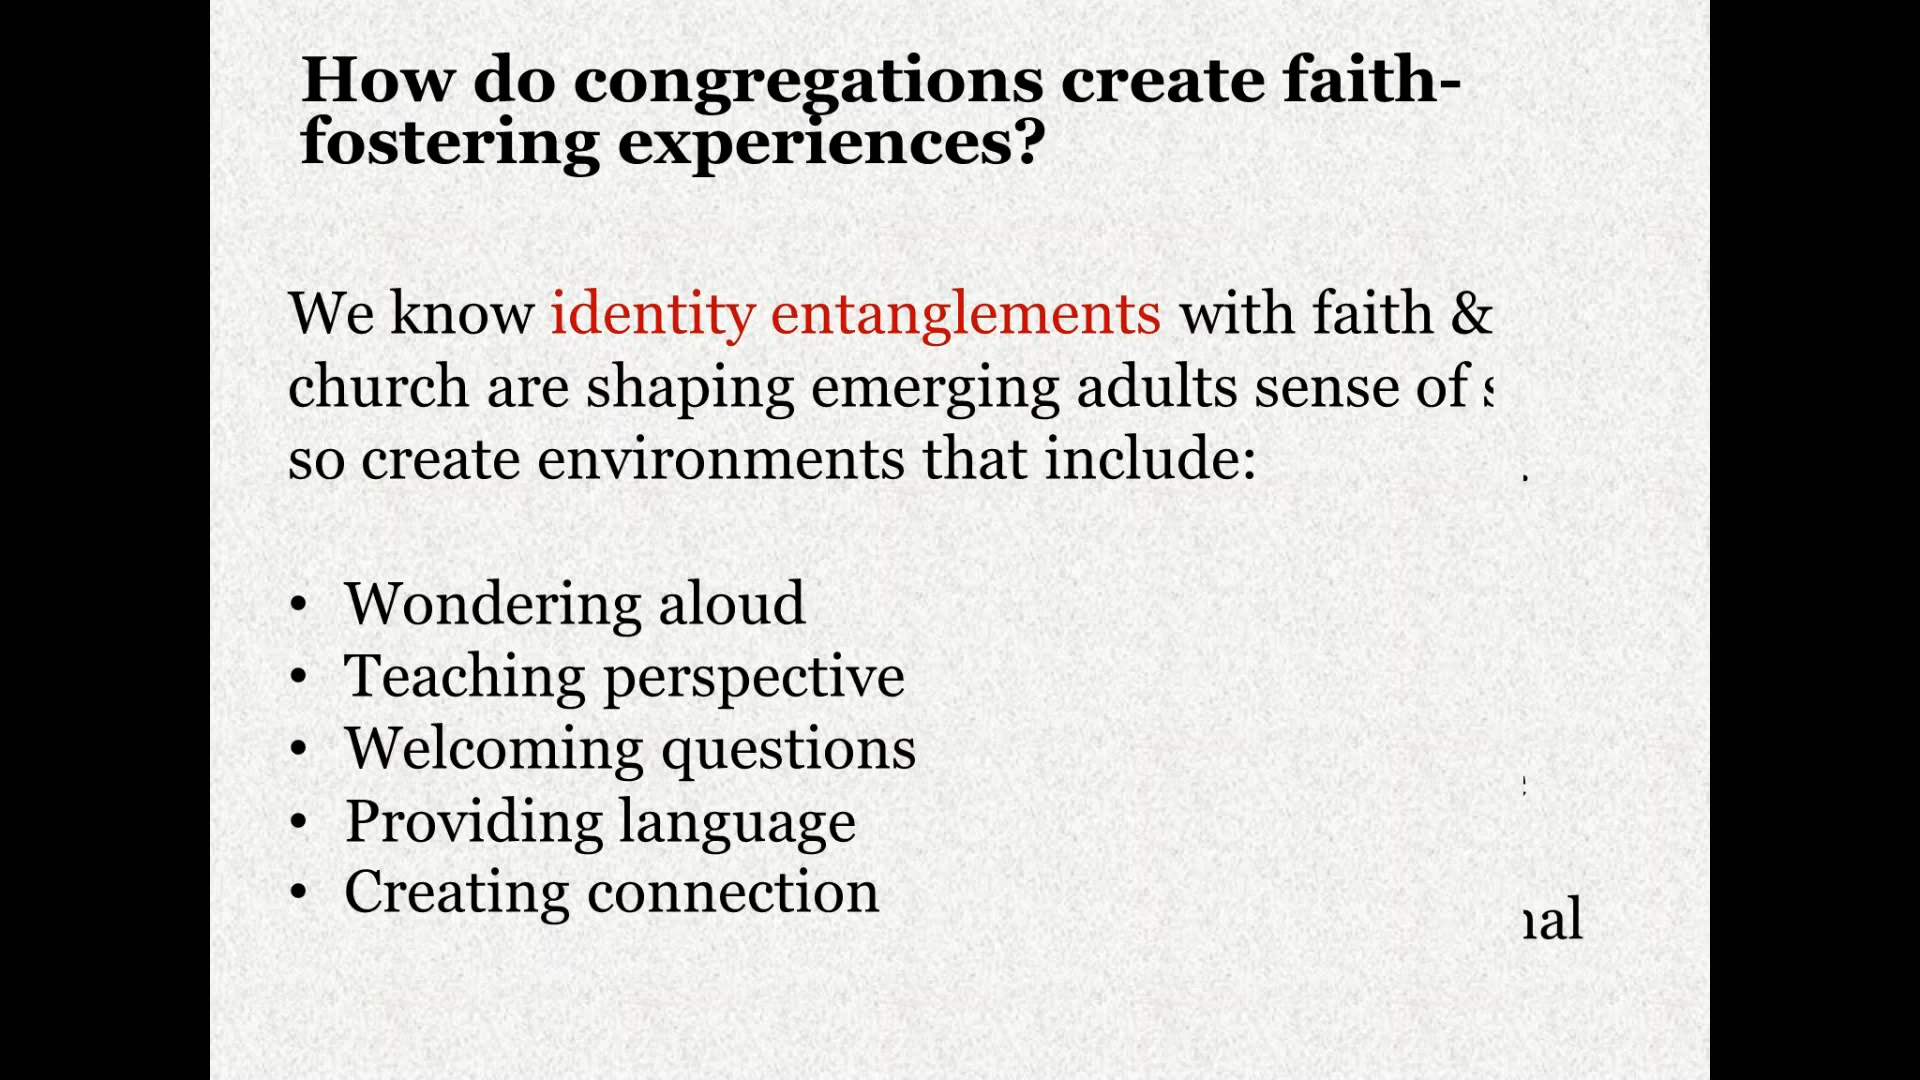 How do congregations create faith-
fostering experiences?
We know identity entanglements with faith &
church are shaping emerging adults sense of
so create environments that include:
• Wondering aloud
• Teaching perspective
• Welcoming questions
• Providing language
• Creating connection